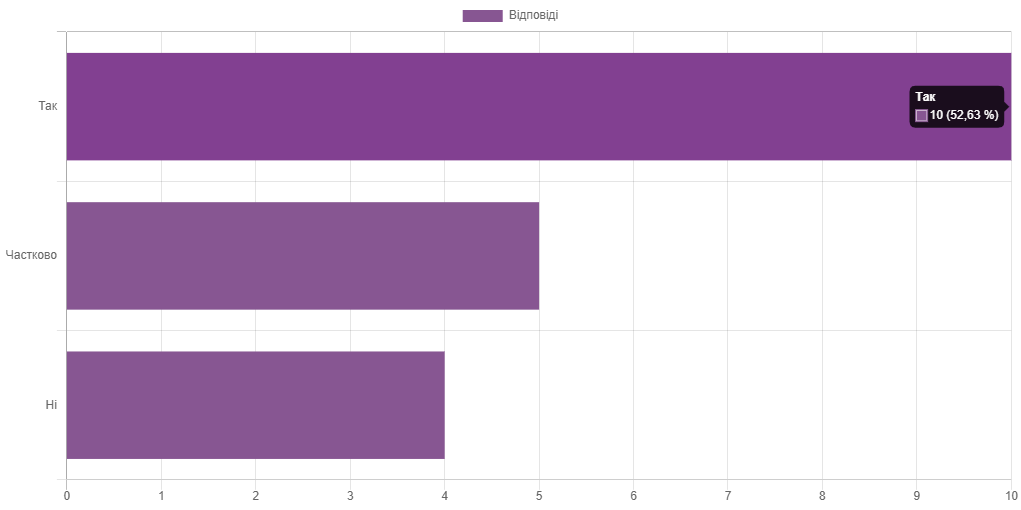 Відповіді
Так
Так
10 (52,63 %)
Частково
Ні
0 1 2 3 4 5 6 7 8 9 10